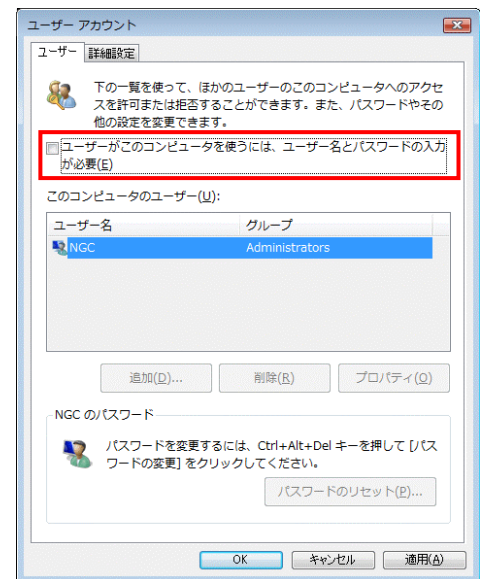 ユーザー アカウント
ユーザー 詳細設定
下の一覧を使って、ほかのユーザーのこのコンピュータへのアクセ
スを許可または拒否することができます。また、パスワードやその
他の設定を変更できます。
ユーザーがこのコンピュータを使うには、ユーザー名とパスワードの入力
が必要(E)
このコンピュータのユーザー(U):
ユーザー名 グループ
NGC Administrators
追加(D)... 削除(R) プロパティ(O)
NGC のパスワード
パスワードを変更するには、Ctrl+Alt+Del キーを押して [パス
ワードの変更] をクリックしてください。
パスワードのリセット(P)...
OK キャンセル 適用(A)